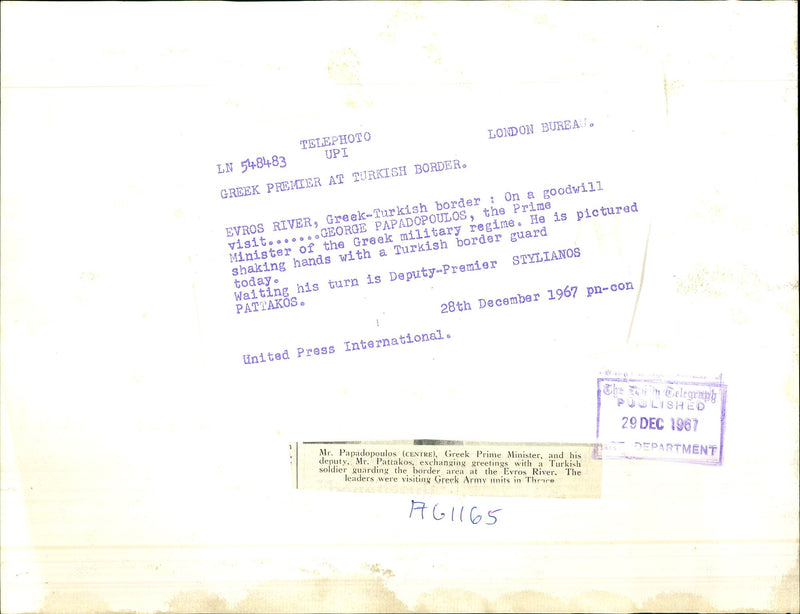 TELEPHOTO
LONDON BUREAU.
LN 548483 UPI
GREEK PREMIER AT TURKISH BORDER.
EVROS RIVER, Greek-Turkish border : On a goodwill
visit.......GEORGE PAPADOPOULOS, the Prime
Minister of the Greek military regime. He is pictured
shaking hands with a Turkish border guard
today.
Waiting his turn is Deputy-Premier STYLIANOS
PATTAKOS.
28th December 1967 pn-con
United Press International.
The Daily Telegraph
PUBLISHED
29 DEC 1967
DEPARTMENT
Mr. Papadopoulos (CENTRE), Greek Prime Minister, and his
deputy, Mr. Pattakos, exchanging greetings with a Turkish
soldier guarding the border area at the Evros River. The
leaders were visiting Greek Army units in Thrace
AG1165